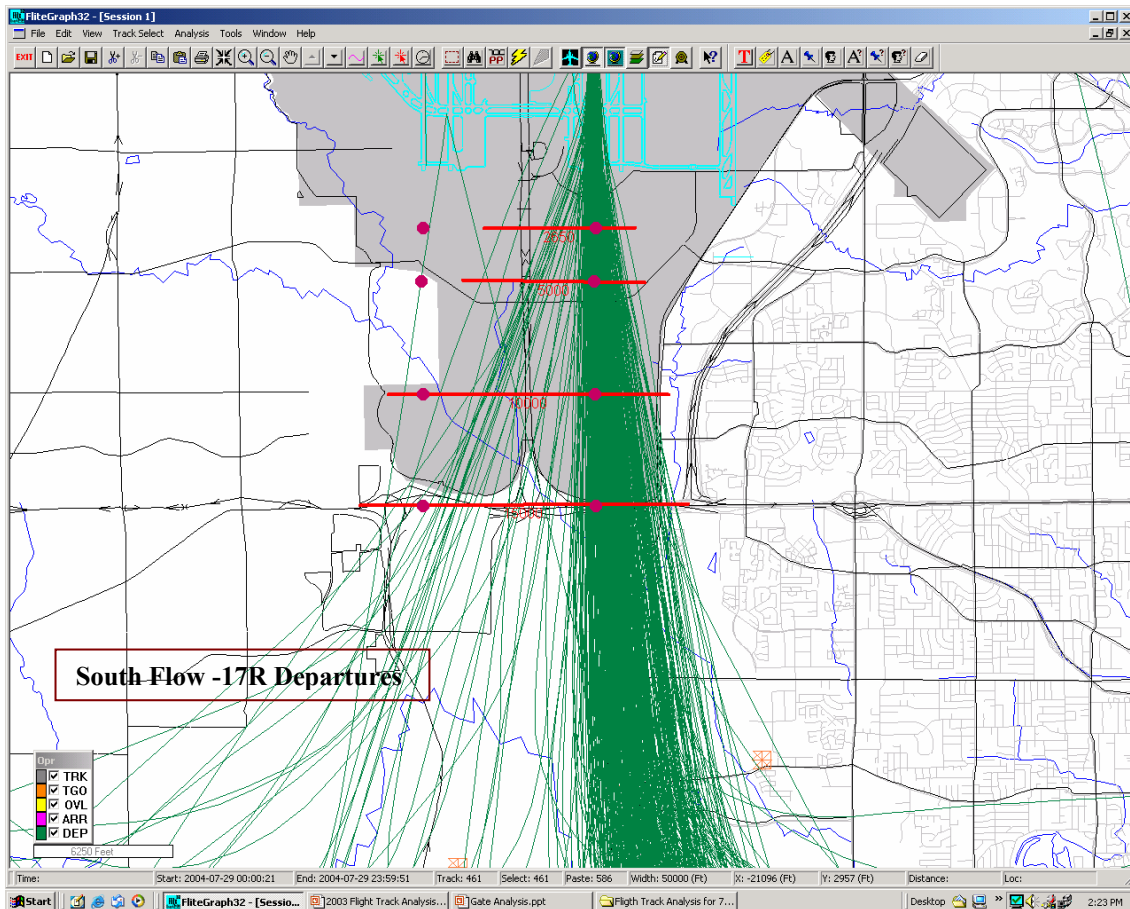 FliteGraph32 - [Session 1]
File Edit View Track Select Analysis Tools Window Help
EXIT
PP
T A A? ?
2650
5000
10000
South Flow -17R Departures
Opr
TRK
TGO
OVL
ARR
DEP
6250 Feet
Time: Start: 2004-07-29 00:00:21 End: 2004-07-29 23:59:51 Track: 461 Select: 461 Paste: 586 Width: 50000 (Ft) X: -21096 (Ft) Y: 2957 (Ft) Distance: Loc:
Start FliteGraph32 - [Sessio... 2003 Flight Track Analysis... Gate Analysis.ppt Fligth Track Analysis for 7... Desktop » 2:23 PM